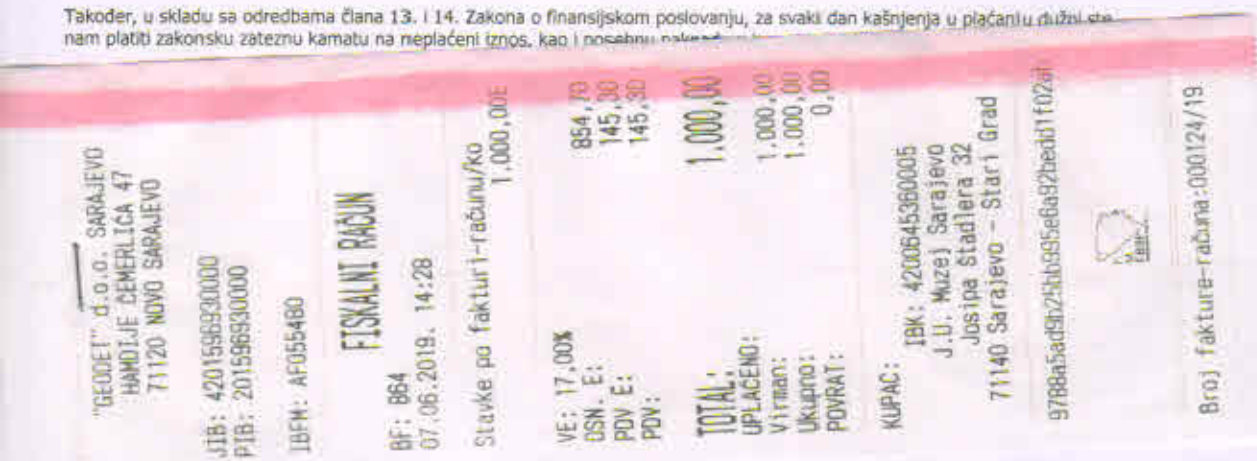 Također, u skladu sa odredbama člana 13. i 14. Zakona o finansijskom poslovanju, za svaki dan kašnjenja u plaćanju dužni ste
nam platiti zakonsku zateznu kamatu na neplaćeni iznos, kao i posebnu
"GEODET" d.o.o. SARAJEVO
HAMDIJE ČEMERLIĆA 47
71120 NOVO SARAJEVO
JIB: 4201596930000
PIB: 201596930000
IBFM: AF055480
FISKALNI RAČUN
BF: 864
07.06.2019. 14:28
Stavke po fakturi-računu/ko
1.000,00E
VE: 17,00%
OSN. E: 854,70
PDV E: 145,30
PDV: 145,30
TOTAL: 1.000,00
UPLAĆENO:
Virman: 1.000,00
Ukupno: 1.000,00
POVRAT: 0,00
KUPAC:
IBK: 4200645360005
J.U. Muzej Sarajevo
Josipa Štadlera 32
71140 Sarajevo - Stari Grad
Broj fakture-računa:000124/19